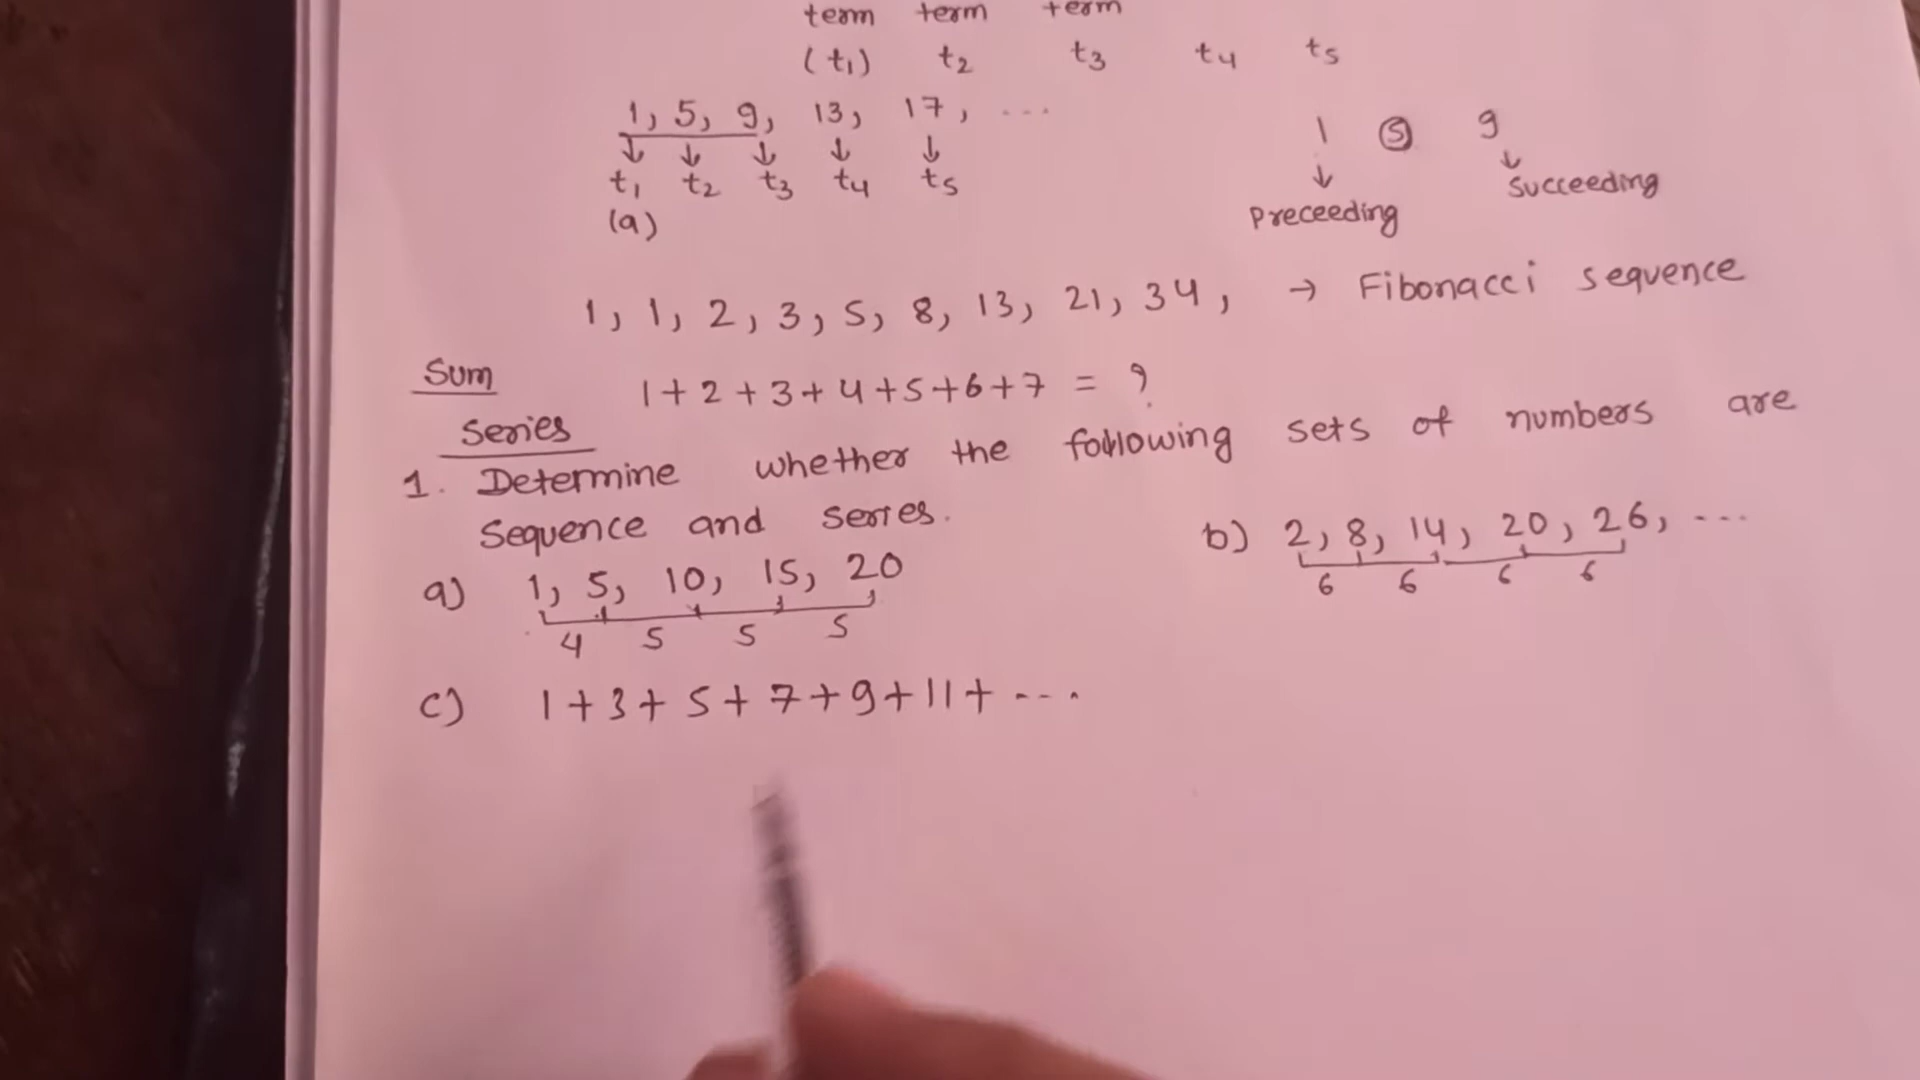 term term term
(t1) t2 t3 t4 t5
1, 5, 9, 13, 17, ...
↓ ↓ ↓ ↓ ↓
t1 t2 t3 t4 t5
(a)
1 5 9
↓ ↓
Preceeding Succeeding
1, 1, 2, 3, 5, 8, 13, 21, 34, → Fibonacci sequence
Sum 1+2+3+4+5+6+7 = ?
Series
1. Determine whether the following sets of numbers are
Sequence and series.
a) 1, 5, 10, 15, 20
4 5 5 5
b) 2, 8, 14, 20, 26, ...
6 6 6 6
c) 1+3+5+7+9+11+ ...